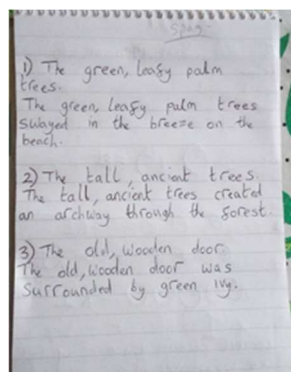 Spag
1) The green, leafy palm
trees.
The green, leafy palm trees
swayed in the breeze on the
beach.
2) The tall, ancient trees.
The tall, ancient trees created
an archway through the forest.
3) The old, wooden door
The old, wooden door was
surrounded by green ivy.